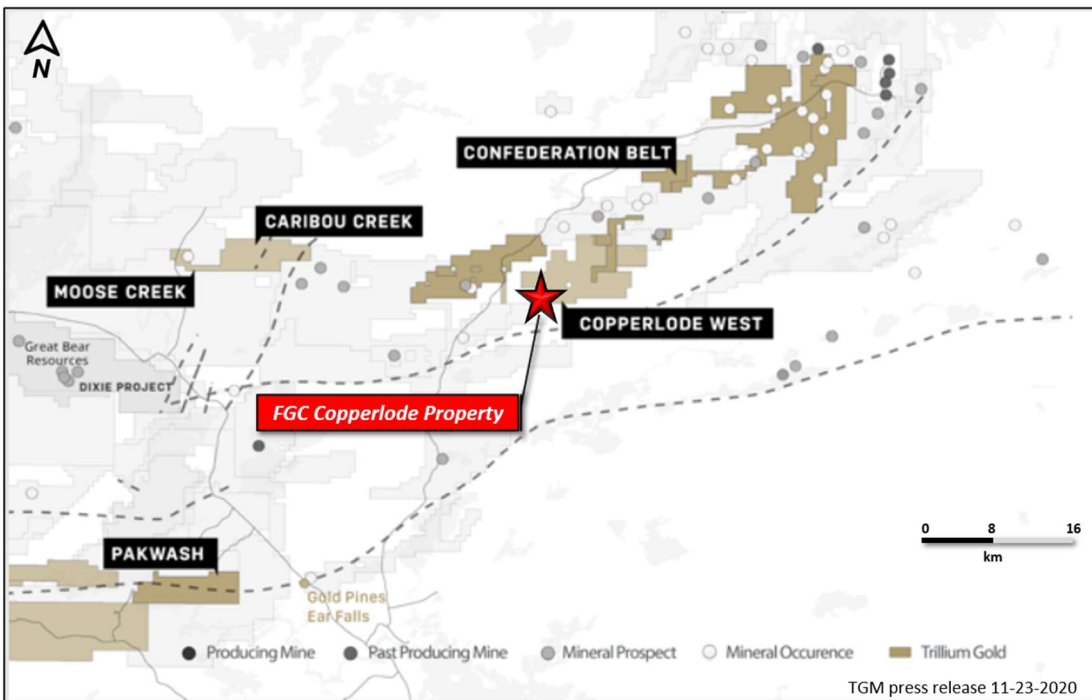 N
CONFEDERATION BELT
CARIBOU CREEK
MOOSE CREEK
COPPERLODE WEST
Great Bear
Resources
DIXIE PROJECT
FGC Copperlode Property
0 8 16
km
PAKWASH
Gold Pines
Ear Falls
Producing Mine Past Producing Mine Mineral Prospect Mineral Occurence Trillium Gold
TGM press release 11-23-2020